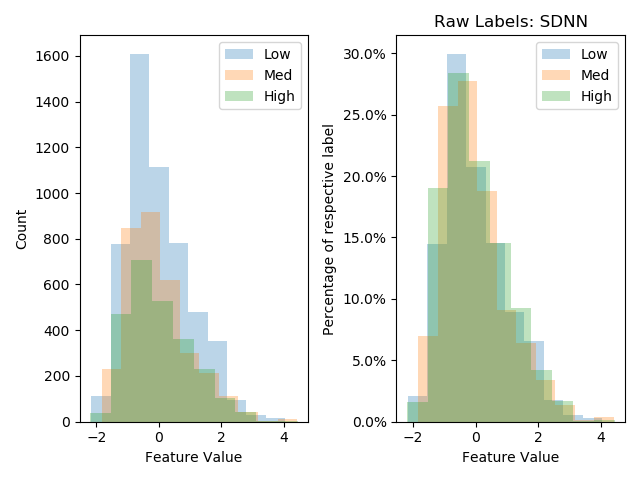 1600
1400
1200
1000
800
600
400
200
0
Count
−2
0
2
4
Feature Value
Low
Med
High
Raw Labels: SDNN
30.0%
25.0%
20.0%
15.0%
10.0%
5.0%
0.0%
Percentage of respective label
−2
0
2
4
Feature Value
Low
Med
High